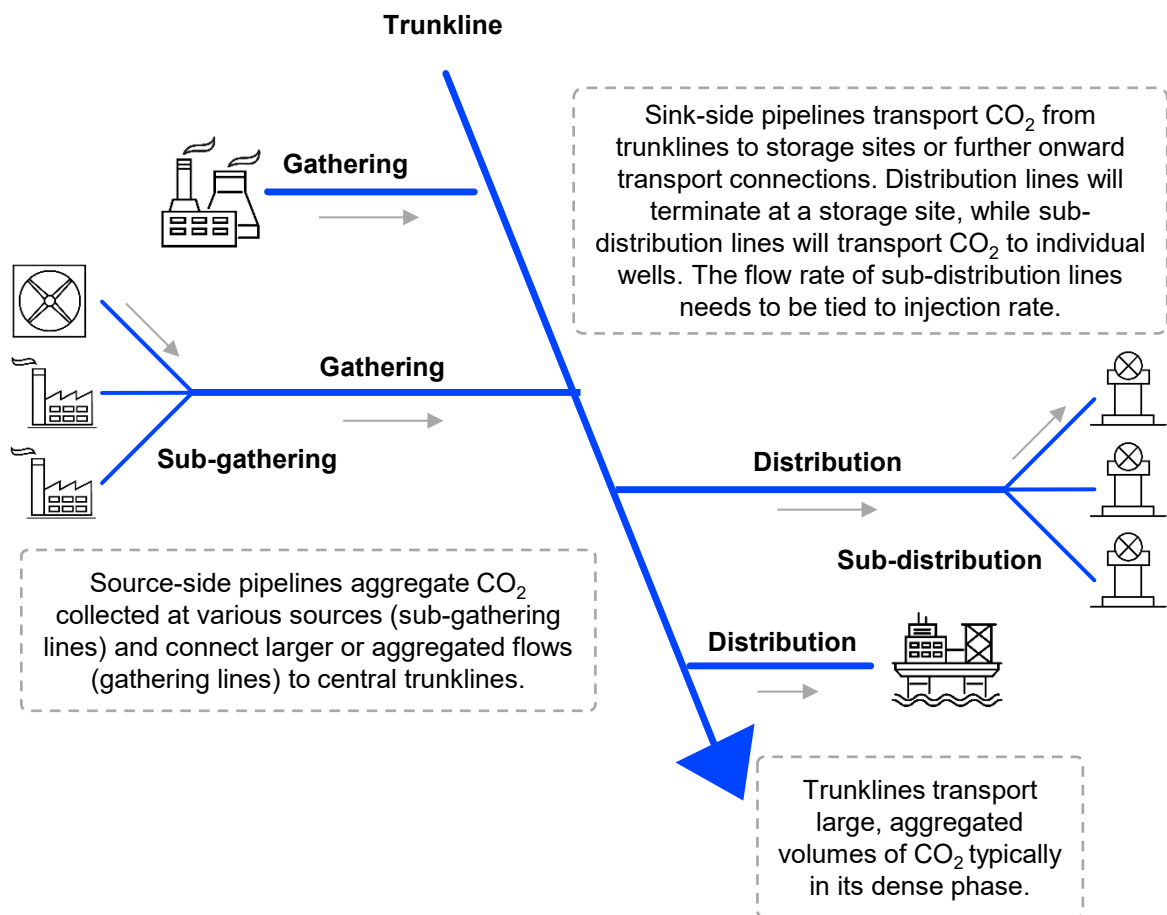 Trunkline
Sink-side pipelines transport CO₂ from
trunklines to storage sites or further onward
transport connections. Distribution lines will
terminate at a storage site, while sub-
distribution lines will transport CO₂ to individual
wells. The flow rate of sub-distribution lines
needs to be tied to injection rate.
Gathering
Gathering
Sub-gathering
Distribution
Sub-distribution
Source-side pipelines aggregate CO₂
collected at various sources (sub-gathering
lines) and connect larger or aggregated flows
(gathering lines) to central trunklines.
Distribution
Trunklines transport
large, aggregated
volumes of CO₂ typically
in its dense phase.